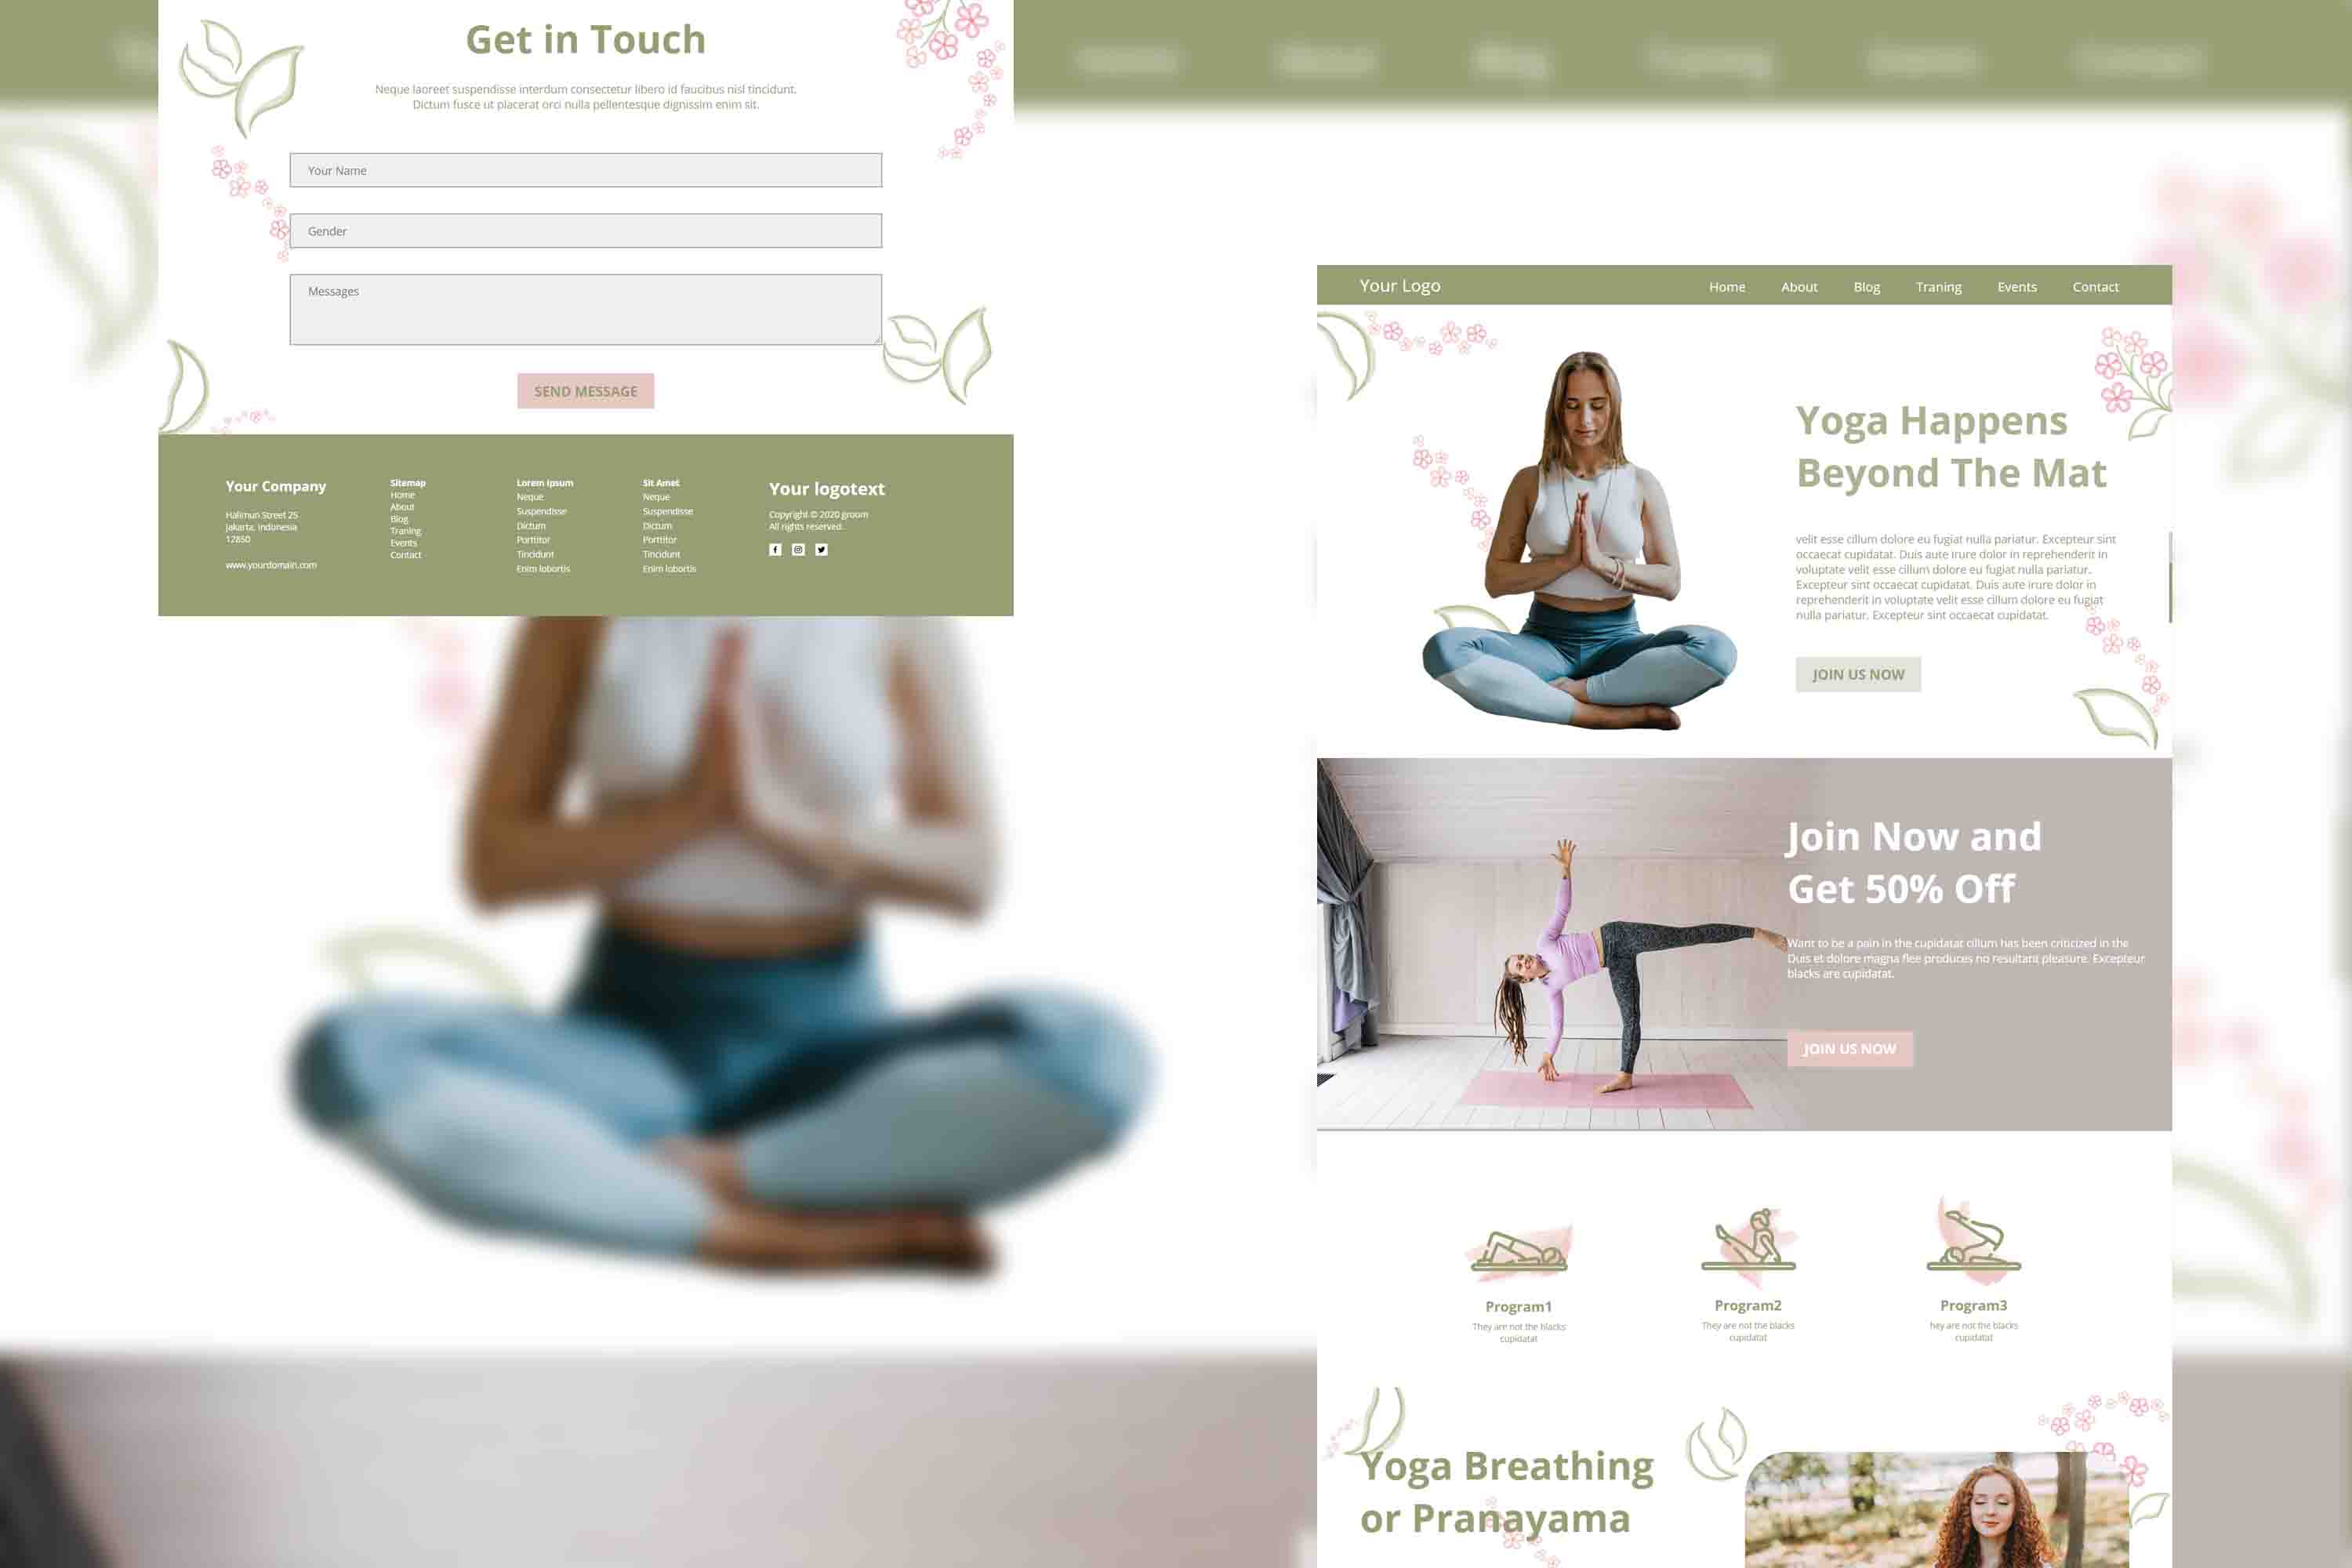 Get in Touch
Neque laoreet suspendisse interdum consectetur libero id faucibus nisl tincidunt.
Dictum fusce ut placerat orci nulla pellentesque dignissim enim sit.
Your Name
Gender
Messages
SEND MESSAGE
Your Company
Halimun Street 25
Jakarta, Indonesia
12850
www.yourdomain.com
Sitemap
Home
About
Blog
Traning
Events
Contact
Lorem Ipsum
Neque
Suspendisse
Dictum
Porttitor
Tincidunt
Enim lobortis
Sit Amet
Neque
Suspendisse
Dictum
Porttitor
Tincidunt
Enim lobortis
Your logotext
Copyright © 2020 groom
All rights reserved.
Your Logo
Home About Blog Traning Events Contact
Yoga Happens
Beyond The Mat
velit esse cillum dolore eu fugiat nulla pariatur. Excepteur sint
occaecat cupidatat. Duis aute irure dolor in reprehenderit in
voluptate velit esse cillum dolore eu fugiat nulla pariatur.
Excepteur sint occaecat cupidatat. Duis aute irure dolor in
reprehenderit in voluptate velit esse cillum dolore eu fugiat
nulla pariatur. Excepteur sint occaecat cupidatat.
JOIN US NOW
Join Now and
Get 50% Off
Want to be a pain in the cupidatat cillum has been criticized in the
Duis et dolore magna flee produces no resultant pleasure. Excepteur
blacks are cupidatat.
JOIN US NOW
Program1
They are not the blacks
cupidatat
Program2
They are not the blacks
cupidatat
Program3
hey are not the blacks
cupidatat
Yoga Breathing
or Pranayama